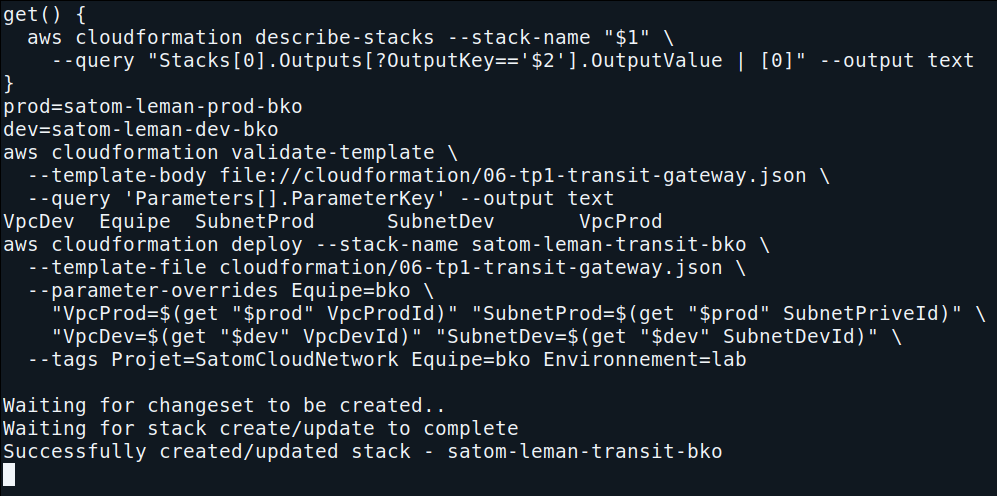 get() {
  aws cloudformation describe-stacks --stack-name "$1" \
    --query "Stacks[0].Outputs[?OutputKey=='$2'].OutputValue | [0]" --output text
}
prod=satom-leman-prod-bko
dev=satom-leman-dev-bko
aws cloudformation validate-template \
  --template-body file://cloudformation/06-tp1-transit-gateway.json \
  --query 'Parameters[].ParameterKey' --output text
VpcDev  Equipe  SubnetProd      SubnetDev       VpcProd
aws cloudformation deploy --stack-name satom-leman-transit-bko \
  --template-file cloudformation/06-tp1-transit-gateway.json \
  --parameter-overrides Equipe=bko \
    "VpcProd=$(get "$prod" VpcProdId)" "SubnetProd=$(get "$prod" SubnetPriveId)" \
    "VpcDev=$(get "$dev" VpcDevId)" "SubnetDev=$(get "$dev" SubnetDevId)" \
  --tags Projet=SatomCloudNetwork Equipe=bko Environnement=lab

Waiting for changeset to be created..
Waiting for stack create/update to complete
Successfully created/updated stack - satom-leman-transit-bko